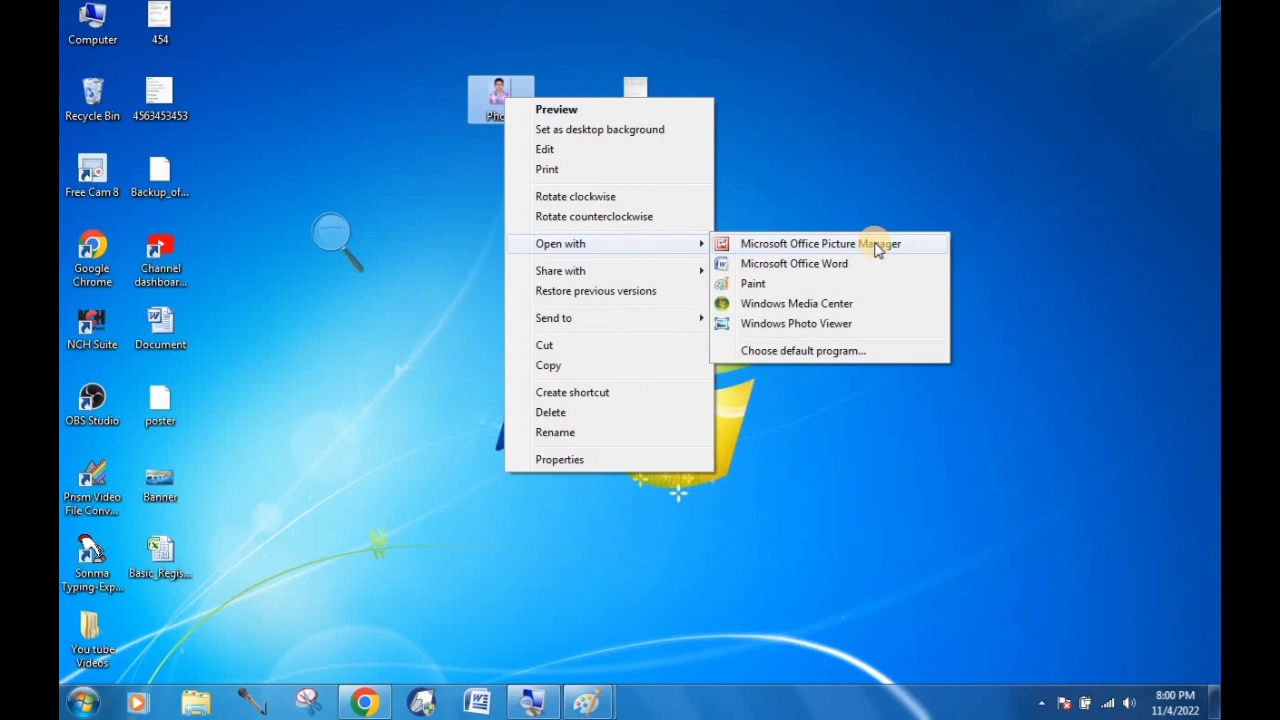 Computer
454
Recycle Bin
4563453453
Free Cam 8
Backup_of...
Google
Chrome
Channel
dashboar...
NCH Suite
Document
OBS Studio
poster
Prism Video
File Conv...
Banner
Sonma
Typing-Exp...
Basic_Regis...
You tube
Videos
Preview
Set as desktop background
Edit
Print
Rotate clockwise
Rotate counterclockwise
Open with
Share with
Restore previous versions
Send to
Cut
Copy
Create shortcut
Delete
Rename
Properties
Microsoft Office Picture Manager
Microsoft Office Word
Paint
Windows Media Center
Windows Photo Viewer
Choose default program...
8:00 PM
11/4/2022